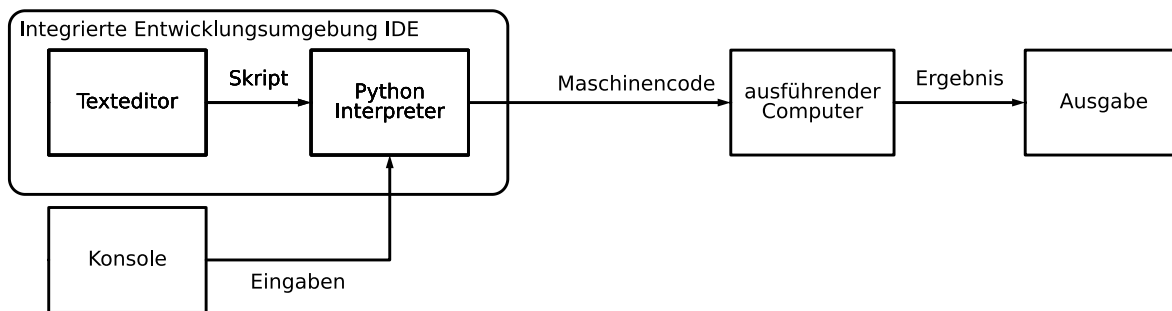 Integrierte Entwicklungsumgebung IDE
Texteditor
Skript
Python
Interpreter
Maschinencode
ausführender
Computer
Ergebnis
Ausgabe
Konsole
Eingaben